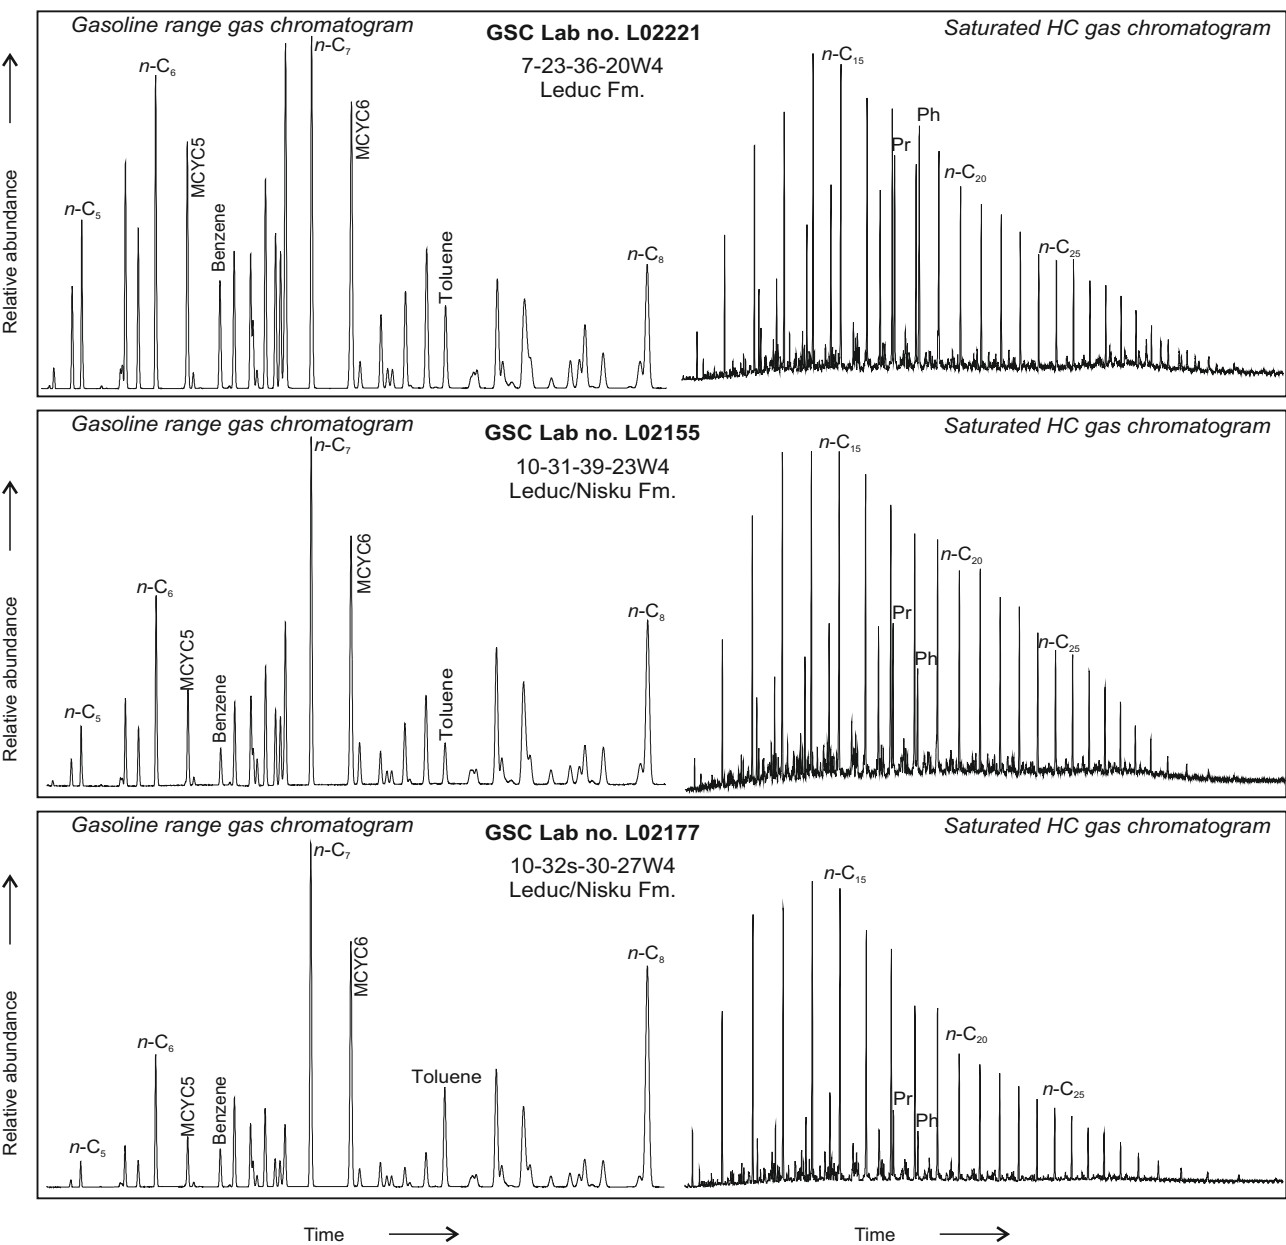 Gasoline range gas chromatogram
GSC Lab no. L02221
7-23-36-20W4
Leduc Fm.
Saturated HC gas chromatogram
Relative abundance
n-C5
n-C6
MCYC5
Benzene
n-C7
MCYC6
Toluene
n-C8
n-C15
Pr
Ph
n-C20
n-C25
Gasoline range gas chromatogram
GSC Lab no. L02155
10-31-39-23W4
Leduc/Nisku Fm.
Saturated HC gas chromatogram
Relative abundance
n-C5
n-C6
MCYC5
Benzene
n-C7
MCYC6
Toluene
n-C8
n-C15
Pr
Ph
n-C20
n-C25
Gasoline range gas chromatogram
GSC Lab no. L02177
10-32s-30-27W4
Leduc/Nisku Fm.
Saturated HC gas chromatogram
Relative abundance
n-C5
n-C6
MCYC5
Benzene
n-C7
MCYC6
Toluene
n-C8
n-C15
Pr
Ph
n-C20
n-C25
Time
Time